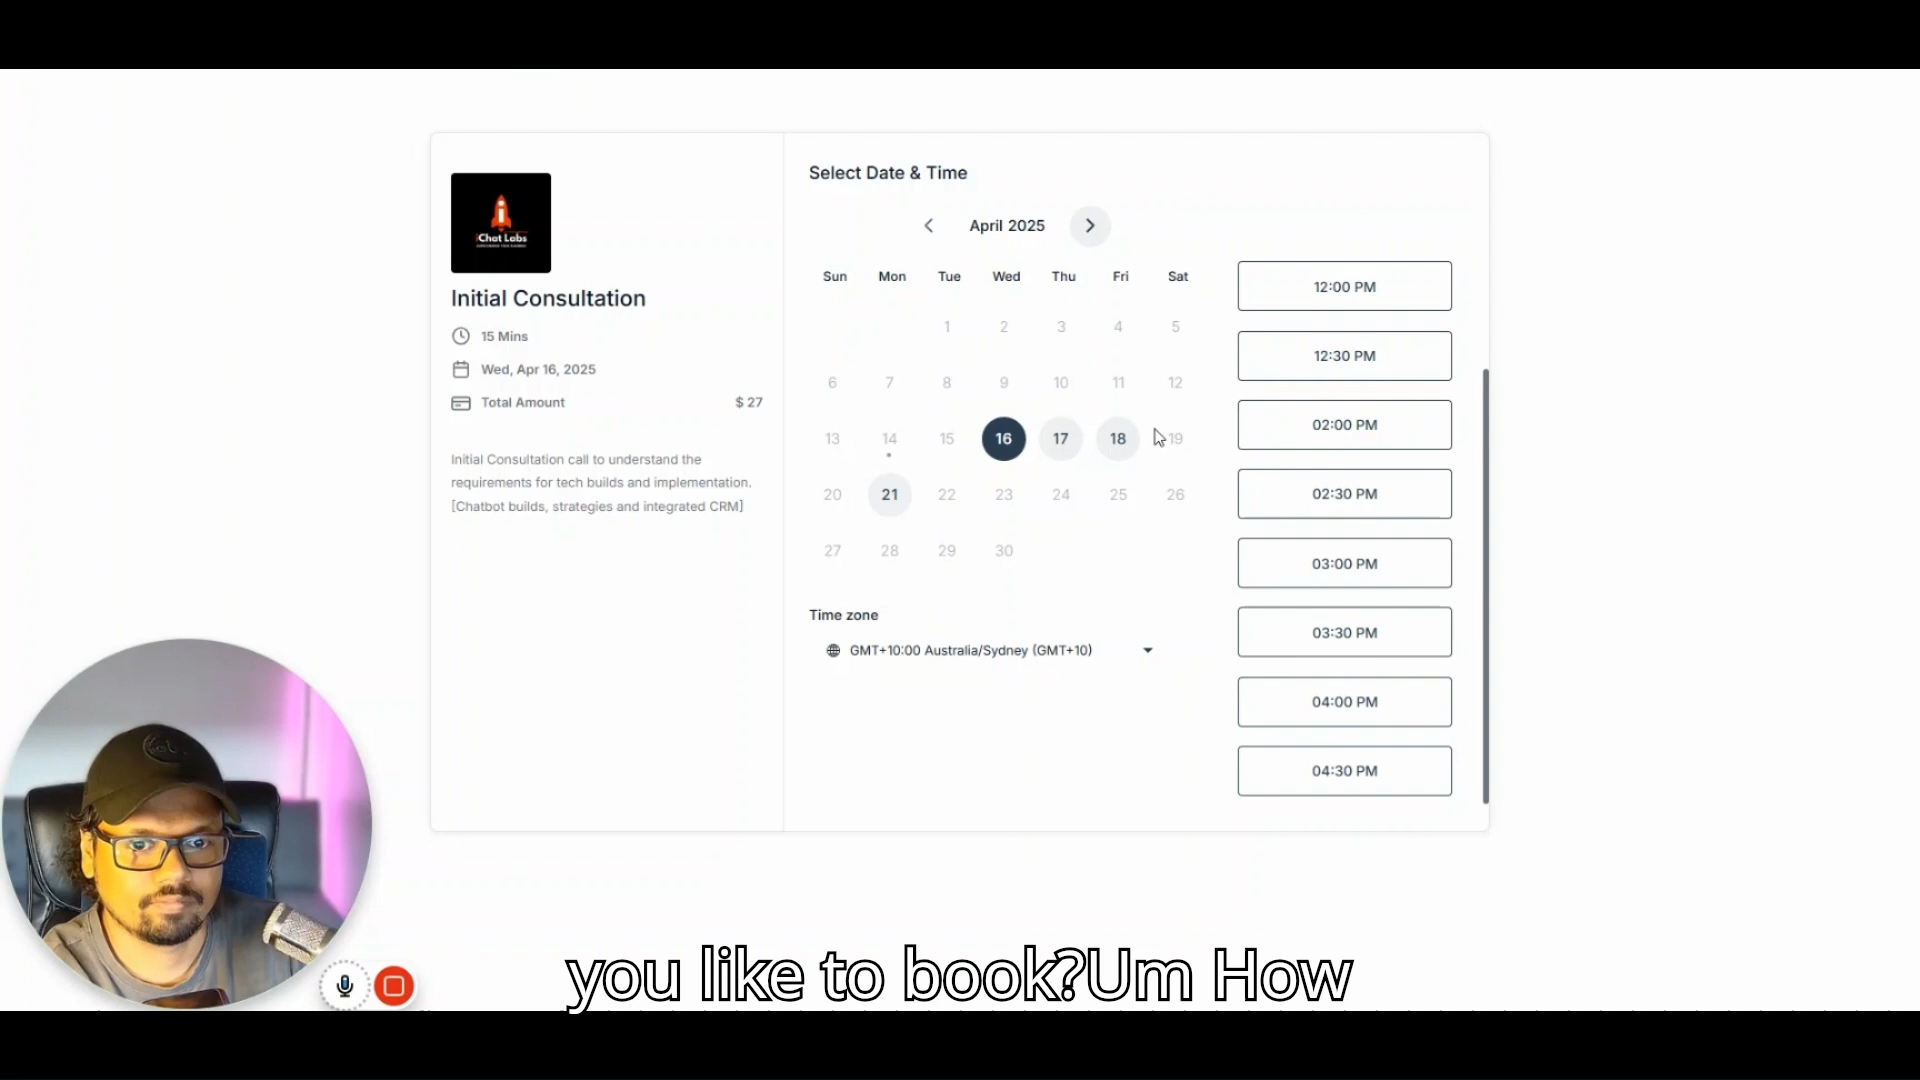 Select Date & Time
April 2025
iChat Labs
Initial Consultation
15 Mins
Wed, Apr 16, 2025
Total Amount $ 27
Initial Consultation call to understand the
requirements for tech builds and implementation.
[Chatbot builds, strategies and integrated CRM]
Sun Mon Tue Wed Thu Fri Sat
1 2 3 4 5
6 7 8 9 10 11 12
13 14 15 16 17 18 19
20 21 22 23 24 25 26
27 28 29 30
Time zone
GMT+10:00 Australia/Sydney (GMT+10)
12:00 PM
12:30 PM
02:00 PM
02:30 PM
03:00 PM
03:30 PM
04:00 PM
04:30 PM
you like to book?Um How